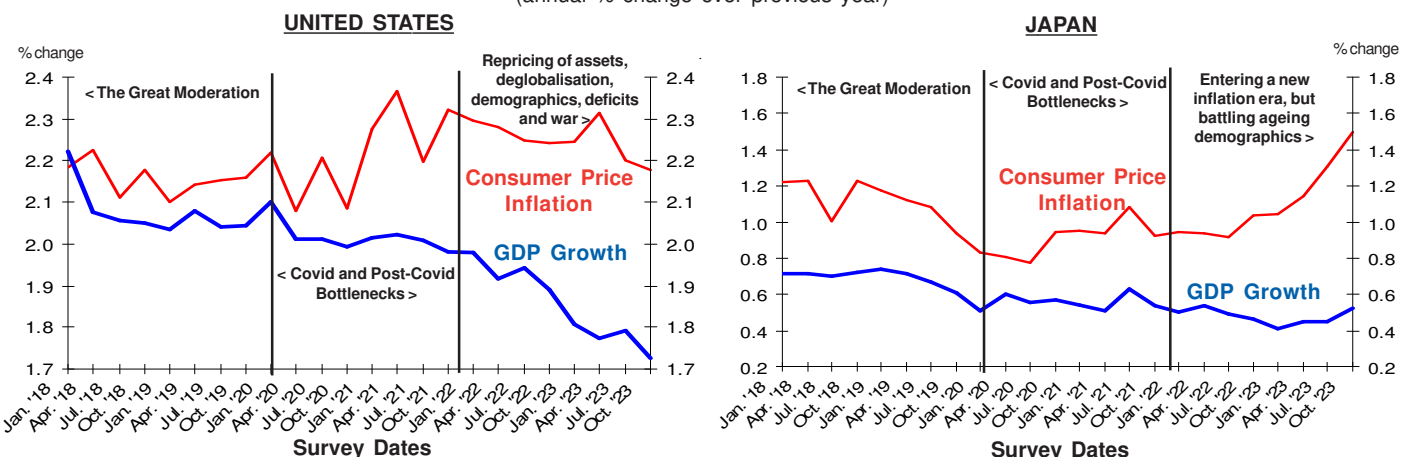 (annual % change over previous year)
UNITED STATES
% change
2.4
2.3
2.2
2.1
2.0
1.9
1.8
1.7
< The Great Moderation
< Covid and Post-Covid
Bottlenecks >
Repricing of assets,
deglobalisation,
demographics, deficits
and war >
Consumer Price
Inflation
GDP Growth
2.4
2.3
2.2
2.1
2.0
1.9
1.8
1.7
Jan. '18
Apr. '18
Jul. '18
Oct. '18
Jan. '19
Apr. '19
Jul. '19
Oct. '19
Jan. '20
Apr. '20
Jul. '20
Oct. '20
Jan. '21
Apr. '21
Jul. '21
Oct. '21
Jan. '22
Apr. '22
Jul. '22
Oct. '22
Jan. '23
Apr. '23
Jul. '23
Oct. '23
Survey Dates
JAPAN
% change
1.8
1.6
1.4
1.2
1.0
0.8
0.6
0.4
0.2
< The Great Moderation
< Covid and Post-Covid
Bottlenecks >
Entering a new
inflation era, but
battling ageing
demographics >
Consumer Price
Inflation
GDP Growth
1.8
1.6
1.4
1.2
1.0
0.8
0.6
0.4
0.2
Jan. '18
Apr. '18
Jul. '18
Oct. '18
Jan. '19
Apr. '19
Jul. '19
Oct. '19
Jan. '20
Apr. '20
Jul. '20
Oct. '20
Jan. '21
Apr. '21
Jul. '21
Oct. '21
Jan. '22
Apr. '22
Jul. '22
Oct. '22
Jan. '23
Apr. '23
Jul. '23
Oct. '23
Survey Dates